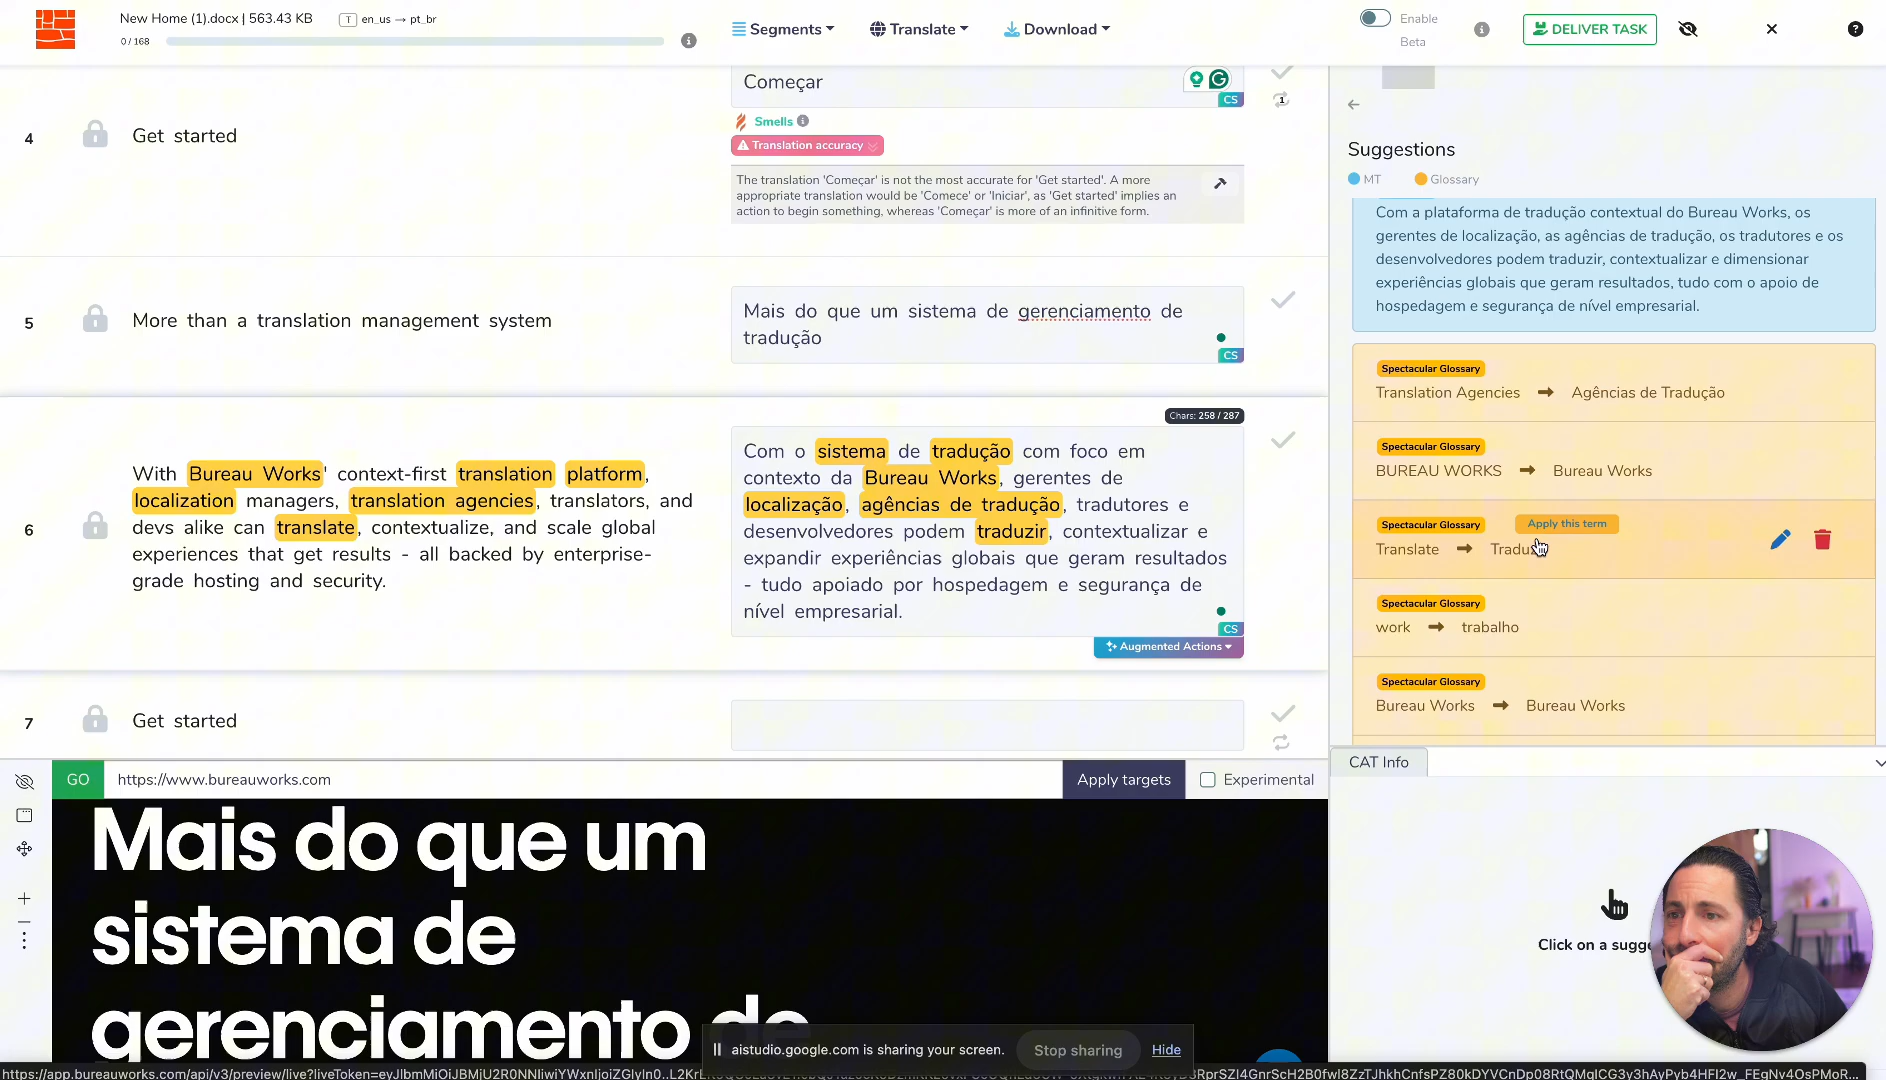 New Home (1).docx | 563.43 KB
T en_us → pt_br
0 / 168
Segments
Translate
Download
Enable
Beta
DELIVER TASK
4
Get started
Começar
CS
1
Smells
Translation accuracy
The translation 'Começar' is not the most accurate for 'Get started'. A more
appropriate translation would be 'Comece' or 'Iniciar', as 'Get started' implies an
action to begin something, whereas 'Começar' is more of an infinitive form.
5
More than a translation management system
Mais do que um sistema de gerenciamento de
tradução
CS
Chars: 258 / 287
6
With Bureau Works' context-first translation platform,
localization managers, translation agencies, translators, and
devs alike can translate, contextualize, and scale global
experiences that get results - all backed by enterprise-
grade hosting and security.
Com o sistema de tradução com foco em
contexto da Bureau Works, gerentes de
localização, agências de tradução, tradutores e
desenvolvedores podem traduzir, contextualizar e
expandir experiências globais que geram resultados
- tudo apoiado por hospedagem e segurança de
nível empresarial.
CS
Augmented Actions
7
Get started
GO
https://www.bureauworks.com
Apply targets
Experimental
Mais do que um
sistema de
gerenciamento de
Suggestions
MT
Glossary
Com a plataforma de tradução contextual do Bureau Works, os
gerentes de localização, as agências de tradução, os tradutores e os
desenvolvedores podem traduzir, contextualizar e dimensionar
experiências globais que geram resultados, tudo com o apoio de
hospedagem e segurança de nível empresarial.
Spectacular Glossary
Translation Agencies → Agências de Tradução
Spectacular Glossary
BUREAU WORKS → Bureau Works
Spectacular Glossary
Apply this term
Translate →
Spectacular Glossary
work → trabalho
Spectacular Glossary
Bureau Works → Bureau Works
CAT Info
Click on a
aistudio.google.com is sharing your screen.
Stop sharing
Hide